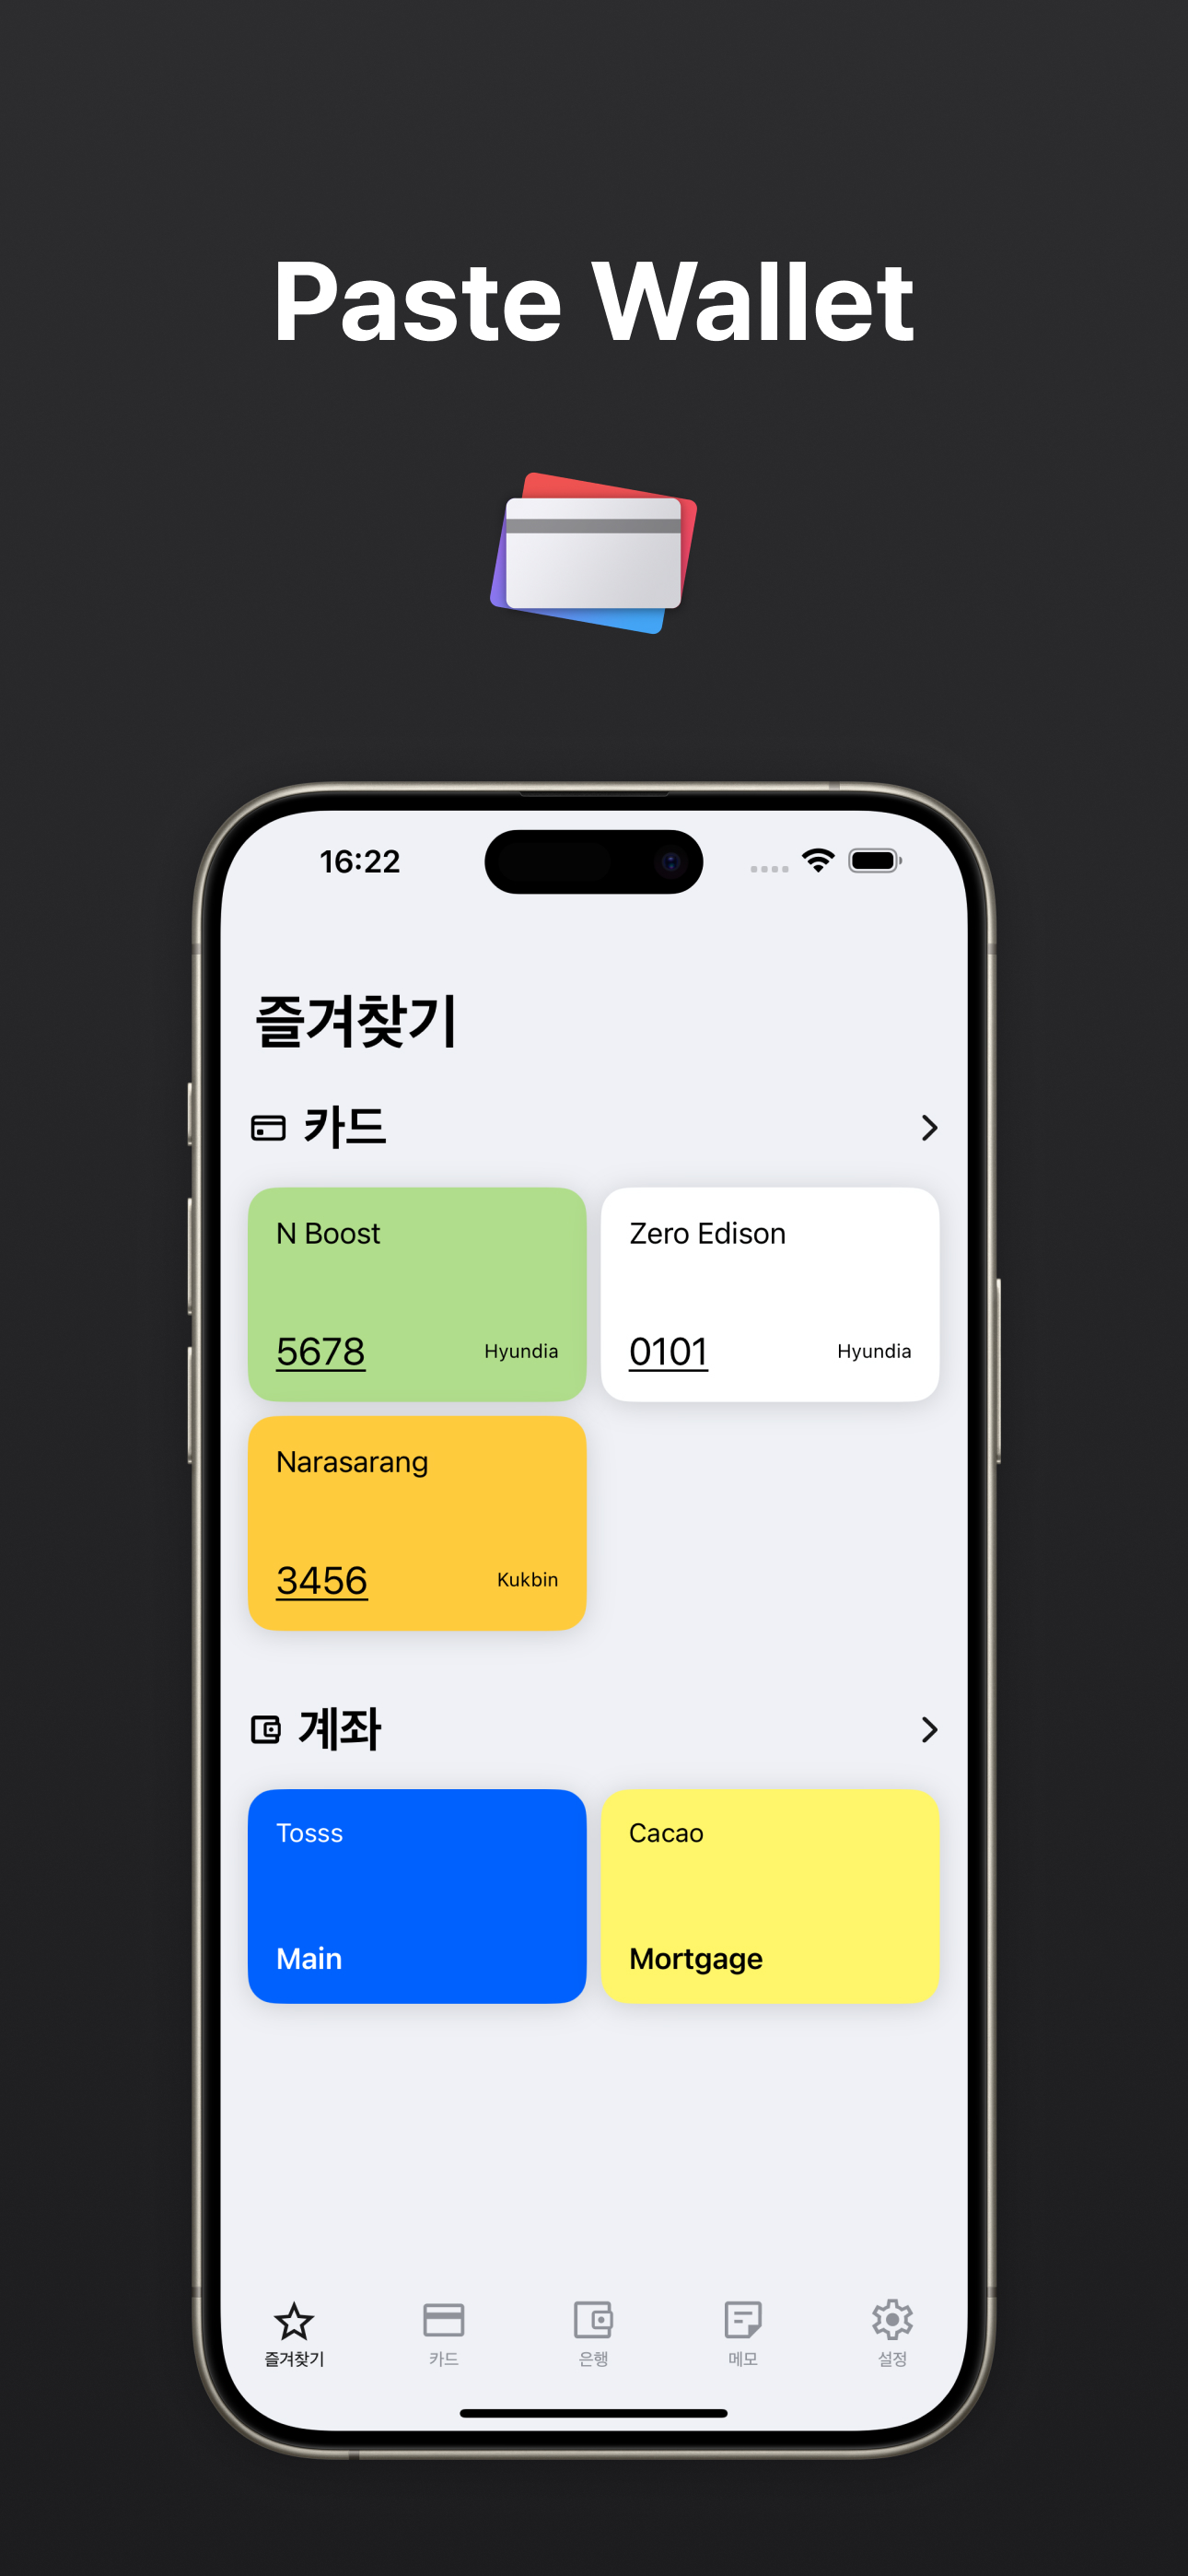 Paste Wallet
16:22
즐겨찾기
카드
N Boost
5678 Hyundia
Zero Edison
0101 Hyundia
Narasarang
3456 Kukbin
계좌
Tosss
Main
Cacao
Mortgage
즐겨찾기 카드 은행 메모 설정